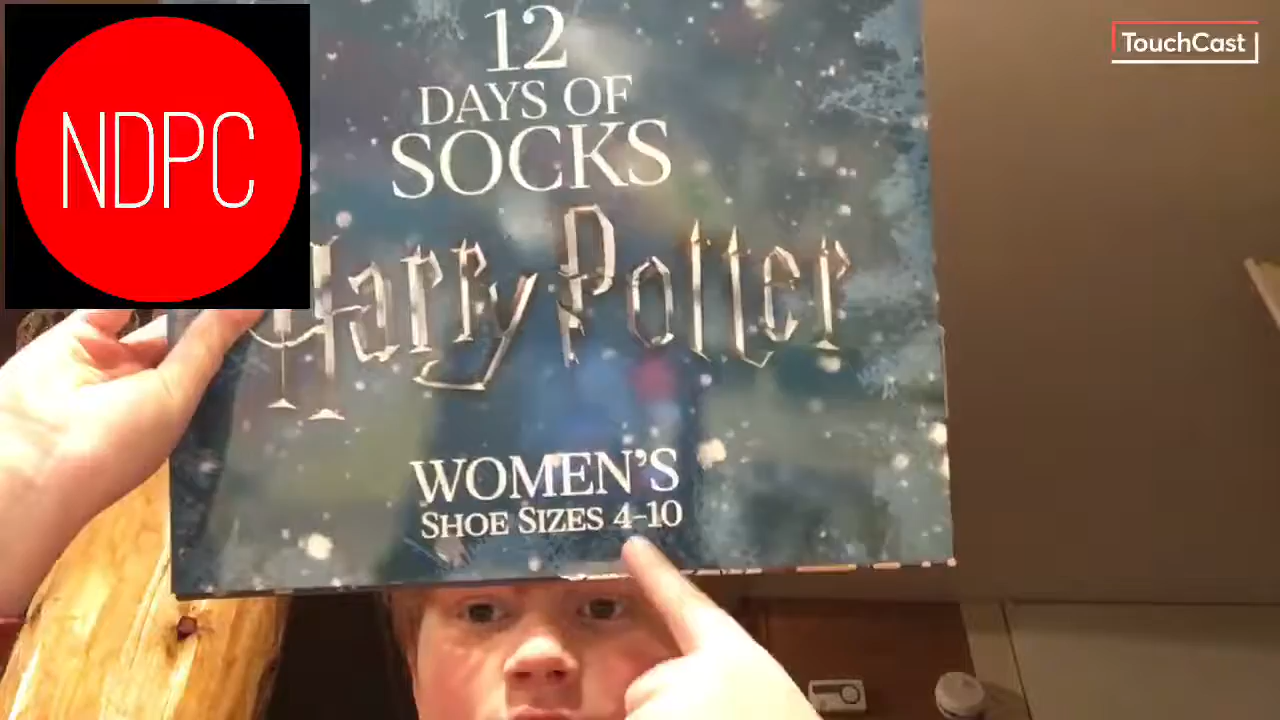 NDPC
TouchCast
12
DAYS OF
SOCKS
Harry Potter
WOMEN'S
SHOE SIZES 4-10